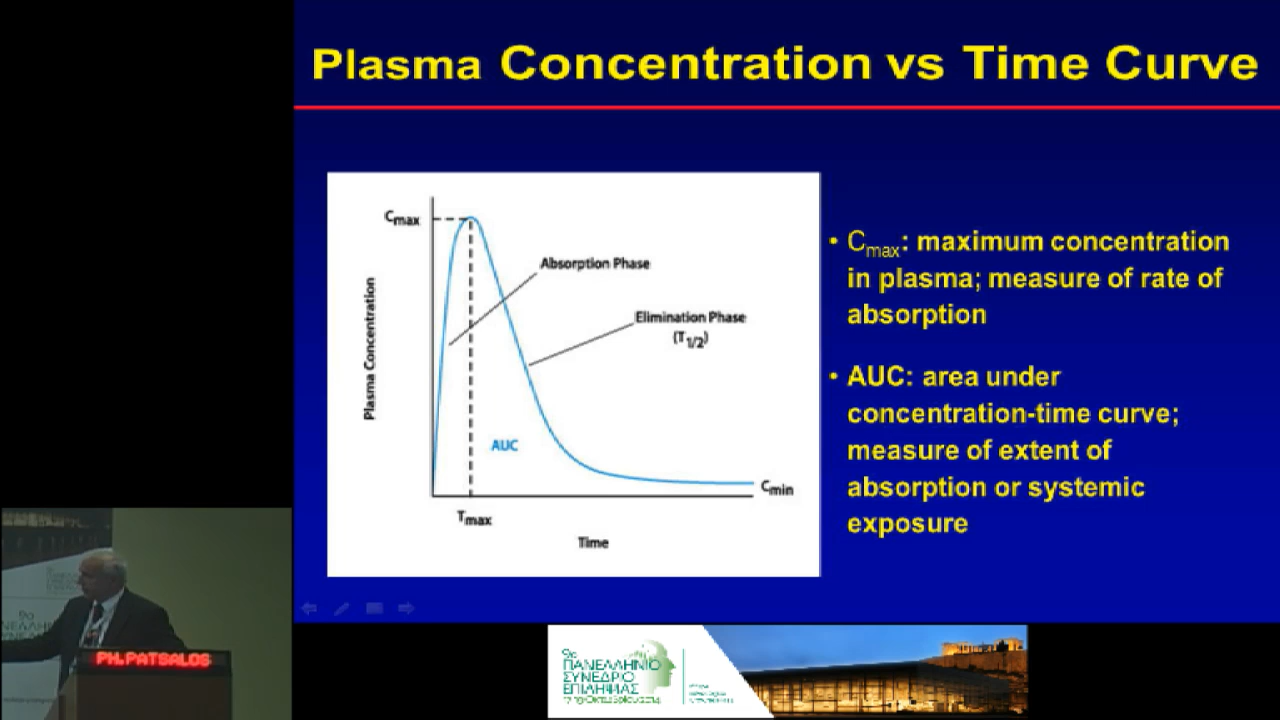 Plasma Concentration vs Time Curve
Cmax
Absorption Phase
Elimination Phase
(T1/2)
Plasma Concentration
AUC
Cmin
Tmax
Time
• Cmax: maximum concentration
in plasma; measure of rate of
absorption
• AUC: area under
concentration-time curve;
measure of extent of
absorption or systemic
exposure
PH.PATSALOS
9ο
ΠΑΝΕΛΛΗΝΙΟ
ΣΥΝΕΔΡΙΟ
ΕΠΙΛΗΨΙΑΣ